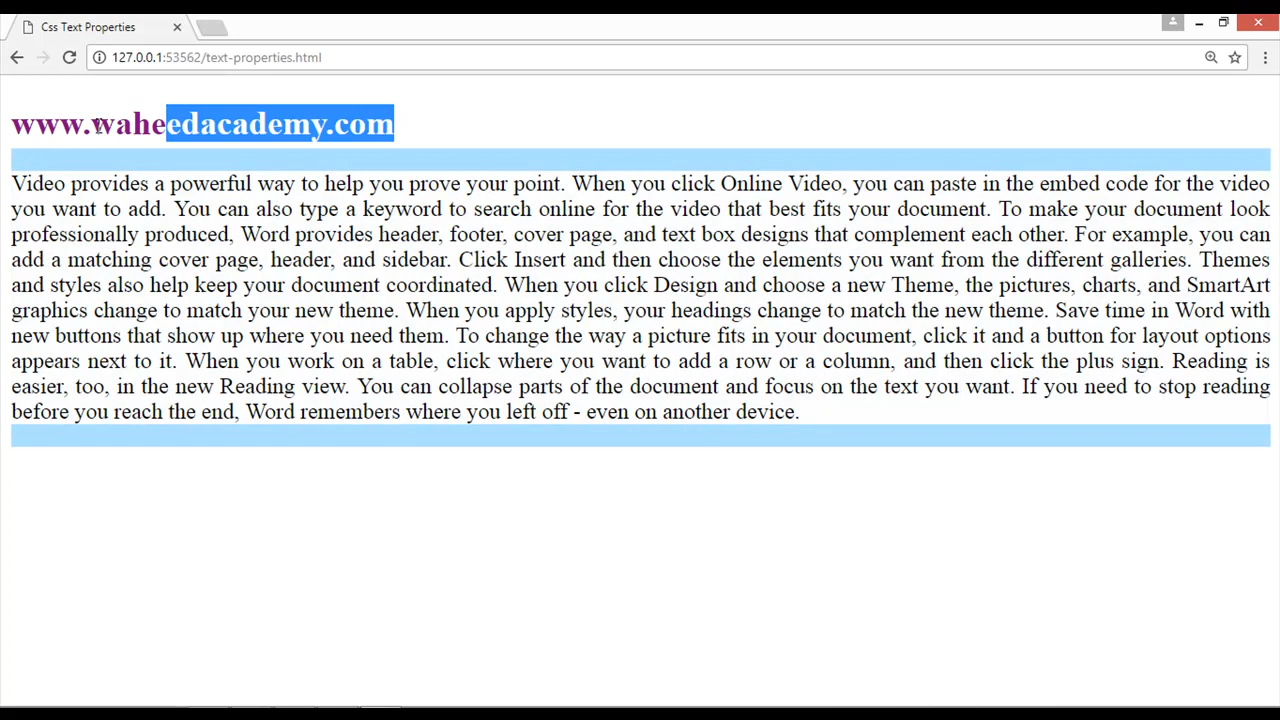 Css Text Properties
127.0.0.1:53562/text-properties.html
www.waheedacademy.com
Video provides a powerful way to help you prove your point. When you click Online Video, you can paste in the embed code for the video
you want to add. You can also type a keyword to search online for the video that best fits your document. To make your document look
professionally produced, Word provides header, footer, cover page, and text box designs that complement each other. For example, you can
add a matching cover page, header, and sidebar. Click Insert and then choose the elements you want from the different galleries. Themes
and styles also help keep your document coordinated. When you click Design and choose a new Theme, the pictures, charts, and SmartArt
graphics change to match your new theme. When you apply styles, your headings change to match the new theme. Save time in Word with
new buttons that show up where you need them. To change the way a picture fits in your document, click it and a button for layout options
appears next to it. When you work on a table, click where you want to add a row or a column, and then click the plus sign. Reading is
easier, too, in the new Reading view. You can collapse parts of the document and focus on the text you want. If you need to stop reading
before you reach the end, Word remembers where you left off - even on another device.